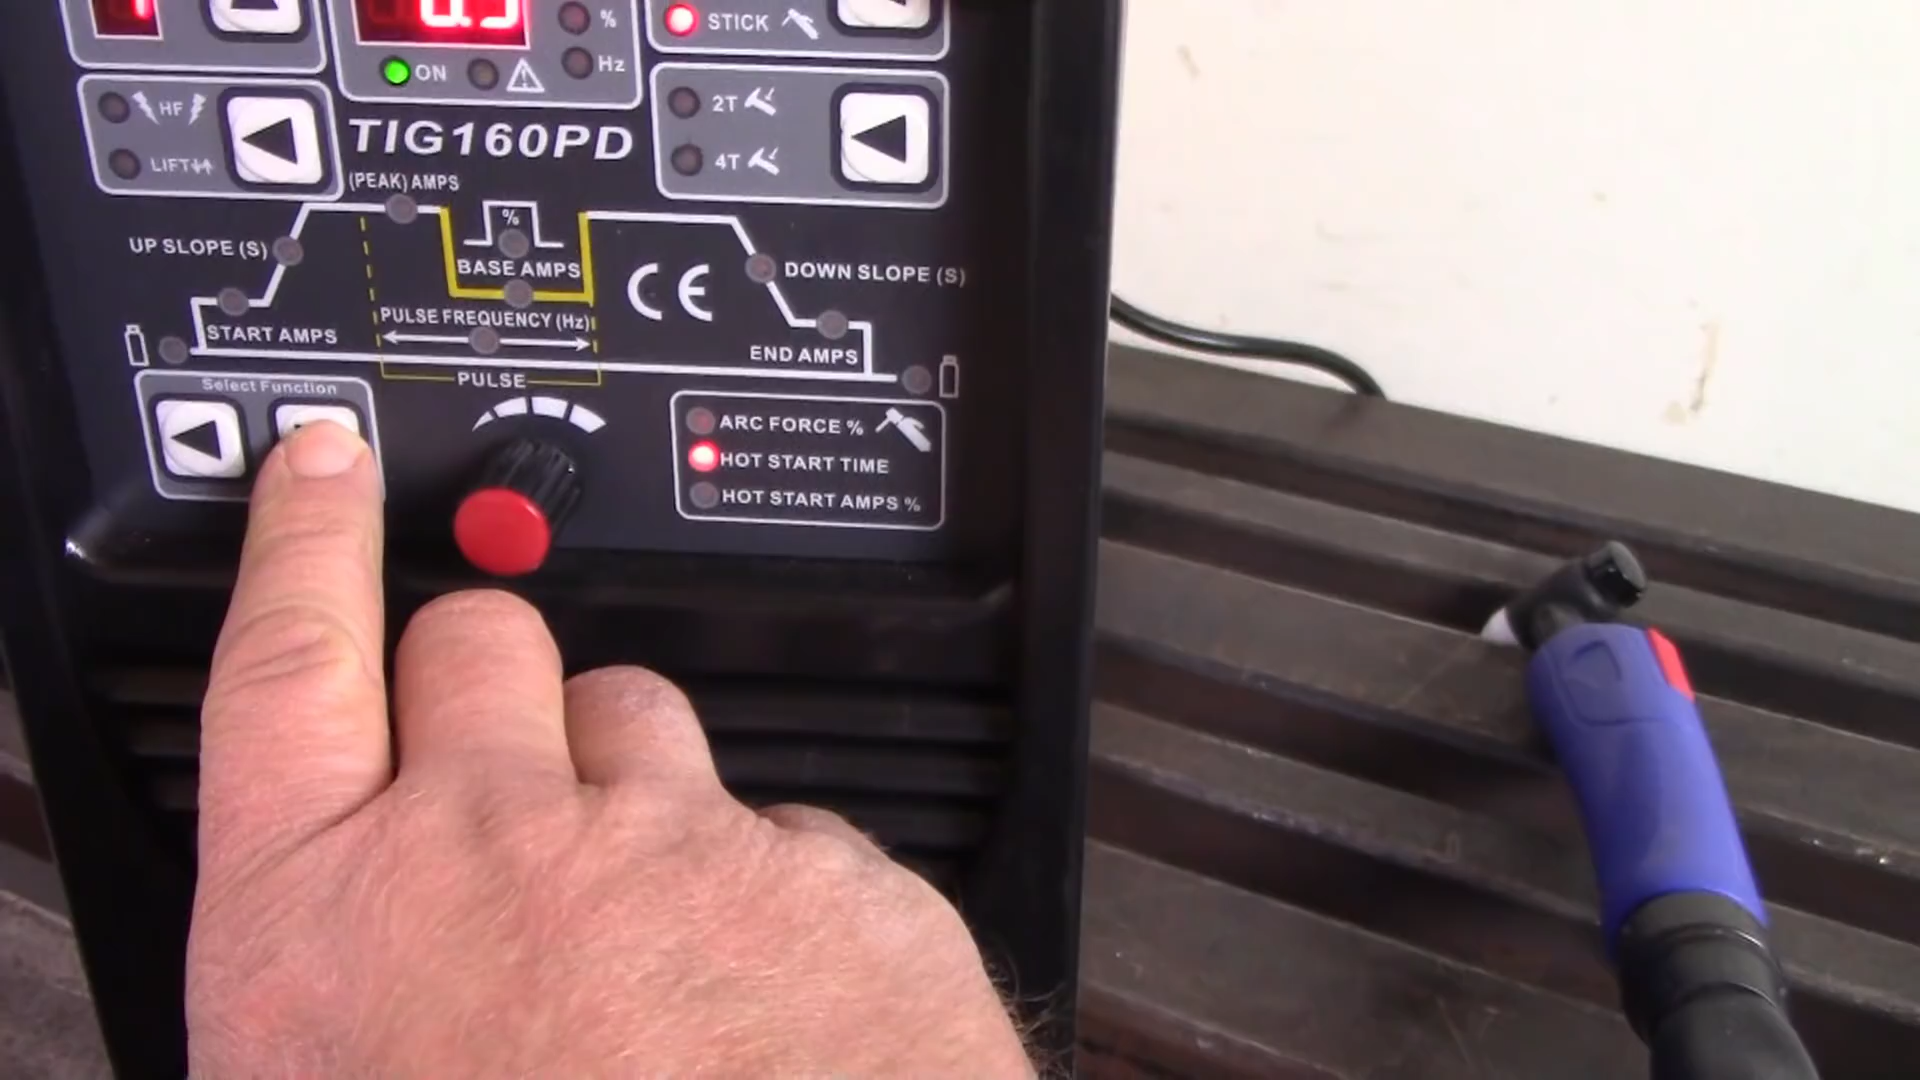 %
STICK
ON
Hz
HF
LIFT
TIG160PD
2T
4T
(PEAK) AMPS
%
UP SLOPE (S)
BASE AMPS
DOWN SLOPE (S)
PULSE FREQUENCY (Hz)
START AMPS
END AMPS
CE
PULSE
Select Function
ARC FORCE %
HOT START TIME
HOT START AMPS %